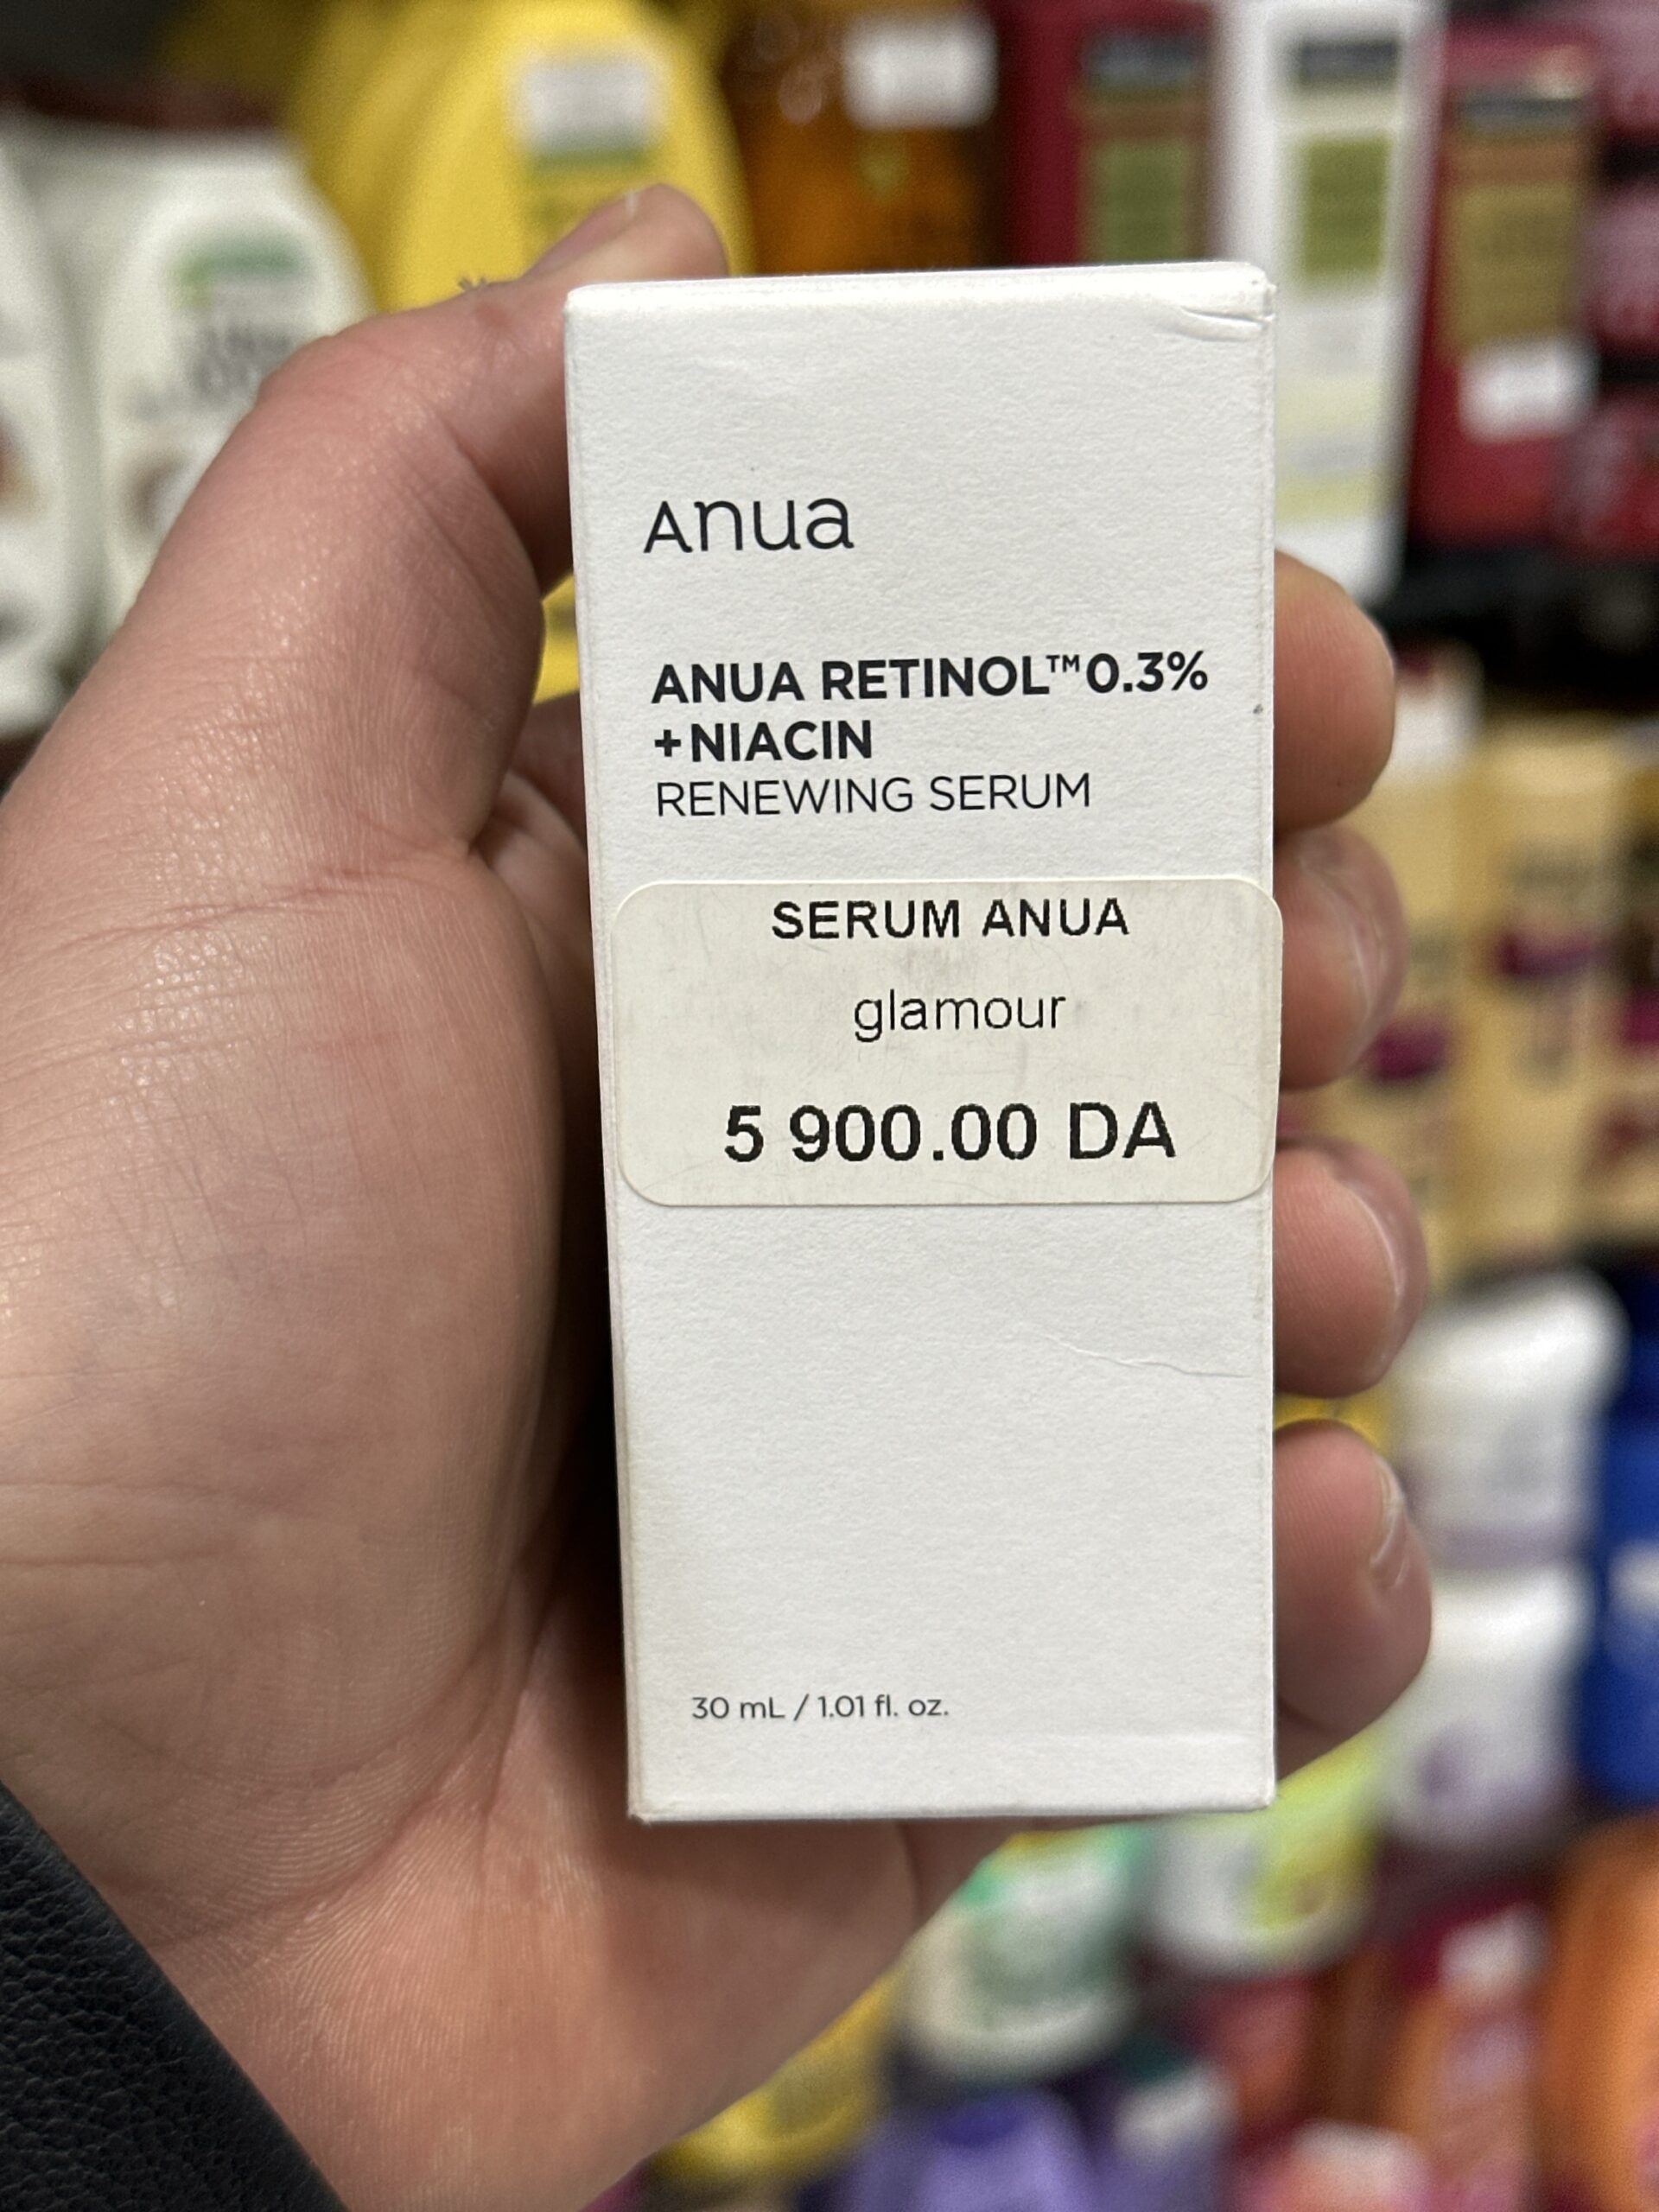 Anua
ANUA RETINOL™0.3%
+NIACIN
RENEWING SERUM
SERUM ANUA
glamour
5 900.00 DA
30 mL / 1.01 fl. oz.